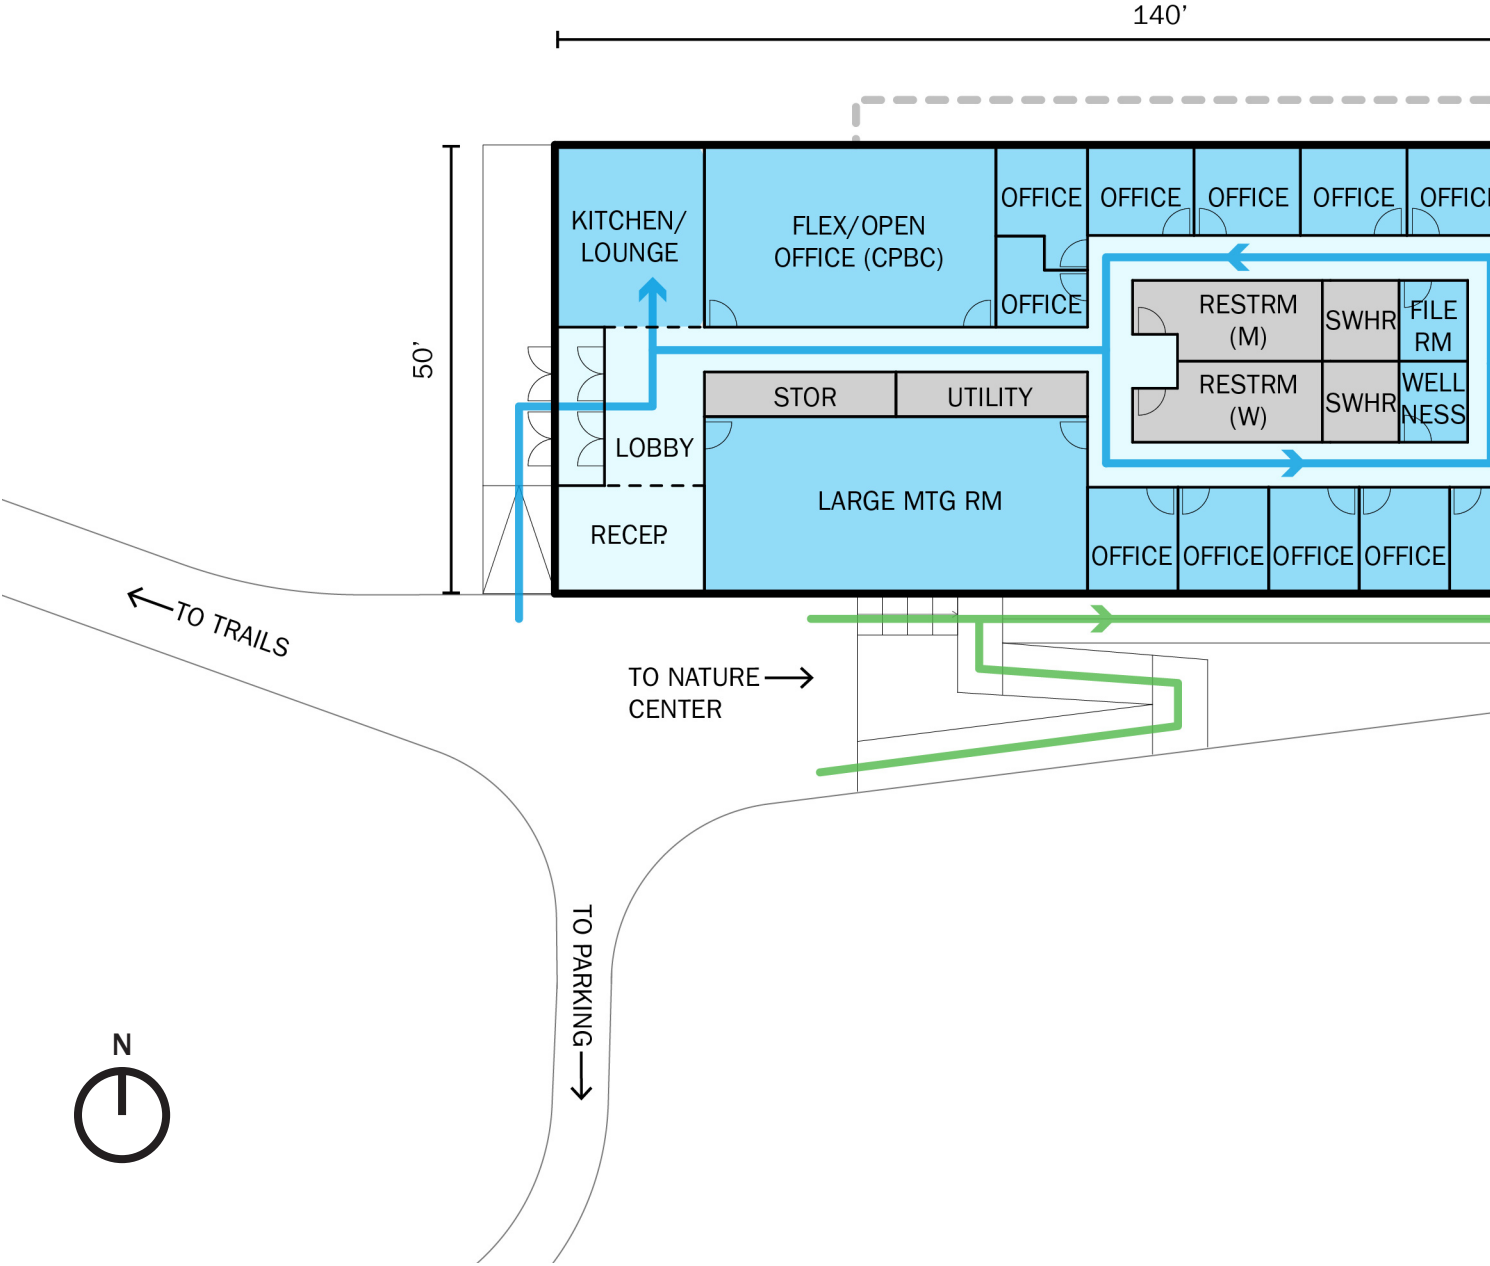 140’
50’
KITCHEN/
LOUNGE
FLEX/OPEN
OFFICE (CPBC)
OFFICE
OFFICE
OFFICE
OFFICE
OFFICE
OFFICI
RESTRM
(M)
SWHR
FILE
RM
RESTRM
(W)
SWHR
WELL
NESS
STOR
UTILITY
LOBBY
RECEP.
LARGE MTG RM
OFFICE
OFFICE
OFFICE
OFFICE
TO TRAILS
TO NATURE
CENTER
TO PARKING
N